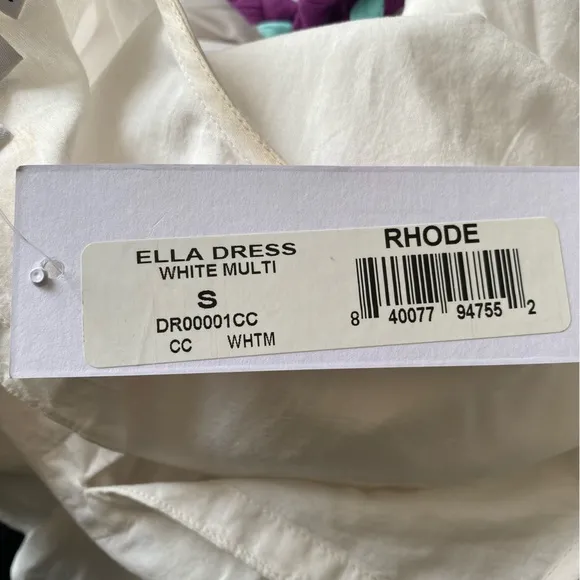 ELLA DRESS
WHITE MULTI
S
DR00001CC
CC WHTM
RHODE
8 40077 94755 2